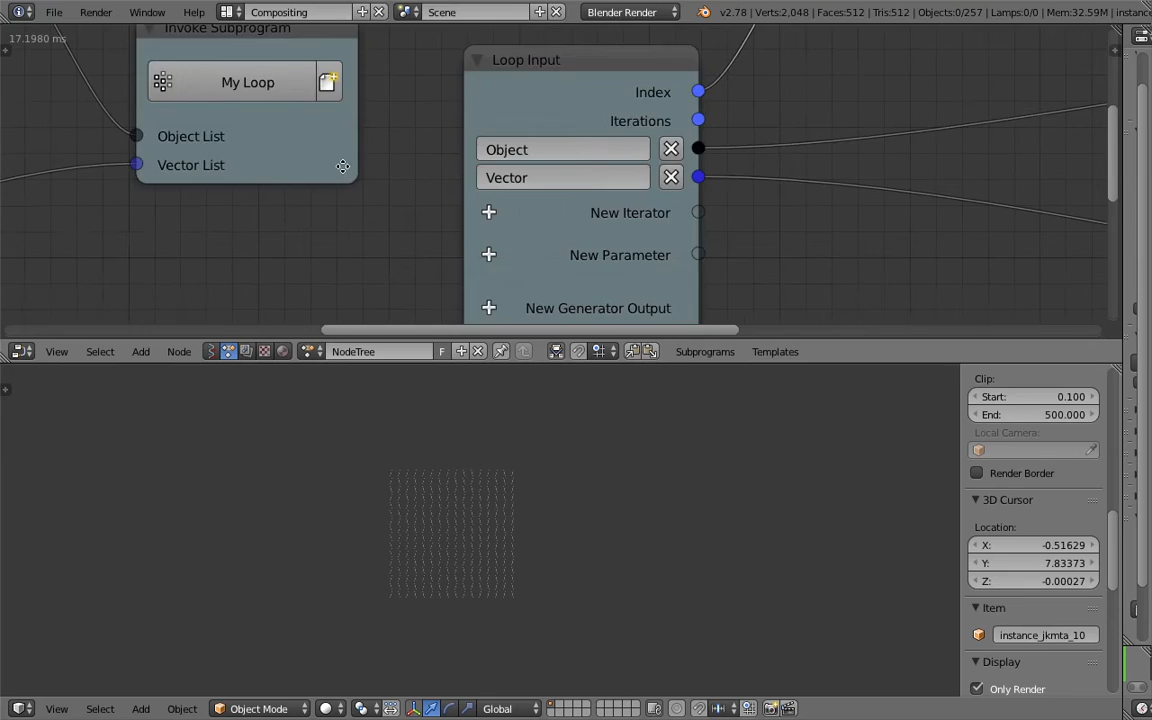 File Render Window Help Compositing Scene Blender Render v2.78 | Verts:2,048 | Faces:512 | Tris:512 | Objects:0/257 | Lamps:0/0 | Mem:32.59M |
17.1980 ms
Invoke Subprogram
My Loop
Object List
Vector List
Loop Input
Index
Iterations
Object
Vector
New Iterator
New Parameter
New Generator Output
View Select Add Node NodeTree F Subprograms Templates
Clip:
Start: 0.100
End: 500.000
Local Camera:
Render Border
3D Cursor
Location:
X: -0.51629
Y: 7.83373
Z: -0.00027
Item
instance_jkmta_10
Display
Only Render
View Select Add Object Object Mode Global